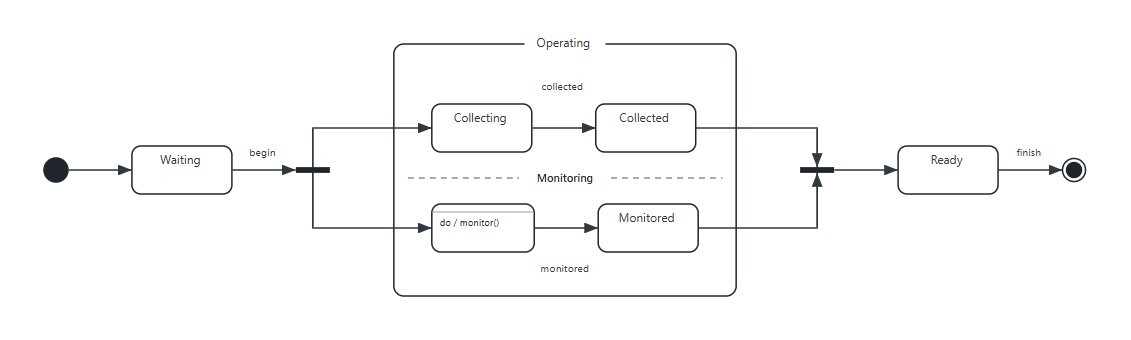 Operating
collected
Collecting
Collected
Waiting
begin
Monitoring
Ready
finish
do / monitor()
Monitored
monitored